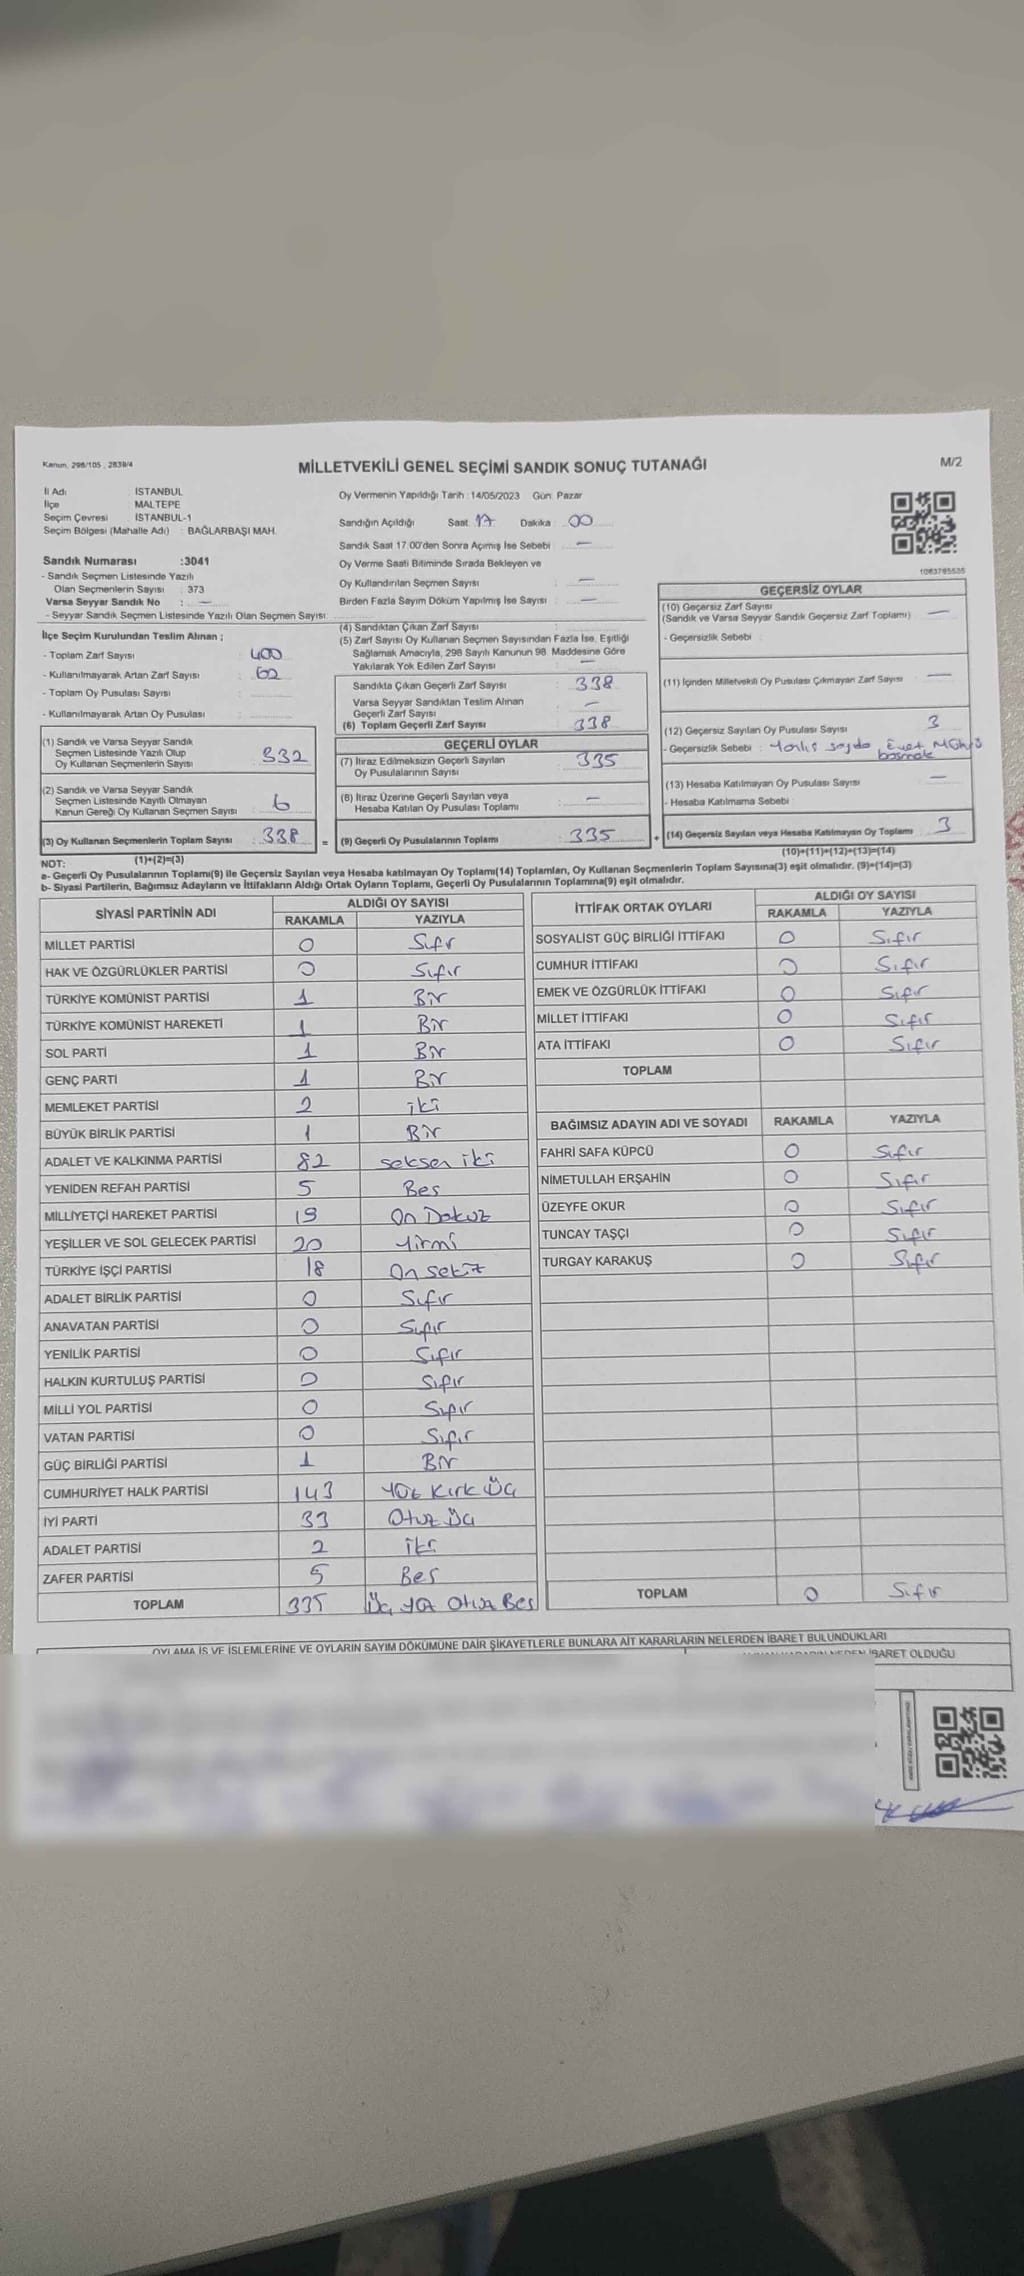 Kanun, 298/105 , 2839/4
MİLLETVEKİLİ GENEL SEÇİMİ SANDIK SONUÇ TUTANAĞI
M/2
İl Adı : İSTANBUL
İlçe : MALTEPE
Seçim Çevresi : İSTANBUL-1
Seçim Bölgesi (Mahalle Adı) : BAĞLARBAŞI MAH.
Sandık Numarası :3041
- Sandık Seçmen Listesinde Yazılı
Olan Seçmenlerin Sayısı : 373
Varsa Seyyar Sandık No : —
- Seyyar Sandık Seçmen Listesinde Yazılı Olan Seçmen Sayısı :
İlçe Seçim Kurulundan Teslim Alınan ;
- Toplam Zarf Sayısı : 400
- Kullanılmayarak Artan Zarf Sayısı : 62
- Toplam Oy Pusulası Sayısı :
- Kullanılmayarak Artan Oy Pusulası :
Oy Vermenin Yapıldığı Tarih :14/05/2023 Gün: Pazar
Sandığın Açıldığı Saat 17 Dakika : 00
Sandık Saat 17:00'den Sonra Açılmış İse Sebebi : —
Oy Verme Saati Bitiminde Sırada Bekleyen ve
Oy Kullandırılan Seçmen Sayısı : —
Birden Fazla Sayım Döküm Yapılmış İse Sayısı : —
(4) Sandıktan Çıkan Zarf Sayısı :
(5) Zarf Sayısı Oy Kullanan Seçmen Sayısından Fazla İse, Eşitliği
Sağlamak Amacıyla, 298 Sayılı Kanunun 98. Maddesine Göre
Yakılarak Yok Edilen Zarf Sayısı : —
Sandıkta Çıkan Geçerli Zarf Sayısı : 338
Varsa Seyyar Sandıktan Teslim Alınan
Geçerli Zarf Sayısı : —
(6) Toplam Geçerli Zarf Sayısı : 338
1063785535
GEÇERSİZ OYLAR
(10) Geçersiz Zarf Sayısı
(Sandık ve Varsa Seyyar Sandık Geçersiz Zarf Toplamı) : —
- Geçersizlik Sebebi :
(11) İçinden Milletvekili Oy Pusulası Çıkmayan Zarf Sayısı : —
(12) Geçersiz Sayılan Oy Pusulası Sayısı : 3
- Geçersizlik Sebebi : Yanlış Evet
basmak
(13) Hesaba Katılmayan Oy Pusulası Sayısı : —
- Hesaba Katılmama Sebebi :
(14) Geçersiz Sayılan veya Hesaba Katılmayan Oy Toplamı : 3
(10)+(11)+(12)+(13)=(14)
(1) Sandık ve Varsa Seyyar Sandık
Seçmen Listesinde Yazılı Olup
Oy Kullanan Seçmenlerin Sayısı : 332
(2) Sandık ve Varsa Seyyar Sandık
Seçmen Listesinde Kayıtlı Olmayan
Kanun Gereği Oy Kullanan Seçmen Sayısı : 6
(3) Oy Kullanan Seçmenlerin Toplam Sayısı : 338 =
(1)+(2)=(3)
GEÇERLİ OYLAR
(7) İtiraz Edilmeksizin Geçerli Sayılan
Oy Pusulalarının Sayısı : 335
(8) İtiraz Üzerine Geçerli Sayılan veya
Hesaba Katılan Oy Pusulası Toplamı : —
(9) Geçerli Oy Pusulalarının Toplamı : 335 +
NOT:
a- Geçerli Oy Pusulalarının Toplamı(9) ile Geçersiz Sayılan veya Hesaba katılmayan Oy Toplamı(14) Toplamları, Oy Kullanan Seçmenlerin Toplam Sayısına(3) eşit olmalıdır. (9)+(14)=(3)
b- Siyasi Partilerin, Bağımsız Adayların ve İttifakların Aldığı Ortak Oyların Toplamı, Geçerli Oy Pusulalarının Toplamına(9) eşit olmalıdır.
SİYASİ PARTİNİN ADI ALDIĞI OY SAYISI
RAKAMLA YAZIYLA
MİLLET PARTİSİ 0 Sıfır
HAK VE ÖZGÜRLÜKLER PARTİSİ 0 Sıfır
TÜRKİYE KOMÜNİST PARTİSİ 1 Bir
TÜRKİYE KOMÜNİST HAREKETİ 1 Bir
SOL PARTİ 1 Bir
GENÇ PARTİ 1 Bir
MEMLEKET PARTİSİ 2 iki
BÜYÜK BİRLİK PARTİSİ 1 Bir
ADALET VE KALKINMA PARTİSİ 82 seksen iki
YENİDEN REFAH PARTİSİ 5 Bes
MİLLİYETÇİ HAREKET PARTİSİ 19 On Dokuz
YEŞİLLER VE SOL GELECEK PARTİSİ 20 Yirmi
TÜRKİYE İŞÇİ PARTİSİ 18 On sekiz
ADALET BİRLİK PARTİSİ 0 Sıfır
ANAVATAN PARTİSİ 0 Sıfır
YENİLİK PARTİSİ 0 Sıfır
HALKIN KURTULUŞ PARTİSİ 0 Sıfır
MİLLİ YOL PARTİSİ 0 Sıfır
VATAN PARTİSİ 0 Sıfır
GÜÇ BİRLİĞİ PARTİSİ 1 Bir
CUMHURİYET HALK PARTİSİ 143 Yüz Kırk Üç
İYİ PARTİ 33 Otuz Üç
ADALET PARTİSİ 2 iki
ZAFER PARTİSİ 5 Bes
TOPLAM 335 Üç yüz Otuz Bes
İTTİFAK ORTAK OYLARI ALDIĞI OY SAYISI
RAKAMLA YAZIYLA
SOSYALİST GÜÇ BİRLİĞİ İTTİFAKI 0 Sıfır
CUMHUR İTTİFAKI 0 Sıfır
EMEK VE ÖZGÜRLÜK İTTİFAKI 0 Sıfır
MİLLET İTTİFAKI 0 Sıfır
ATA İTTİFAKI 0 Sıfır
TOPLAM
BAĞIMSIZ ADAYIN ADI VE SOYADI RAKAMLA YAZIYLA
FAHRİ SAFA KÜPCÜ 0 Sıfır
NİMETULLAH ERŞAHİN 0 Sıfır
ÜZEYFE OKUR 0 Sıfır
TUNCAY TAŞÇI 0 Sıfır
TURGAY KARAKUŞ 0 Sıfır
TOPLAM 0 Sıfır
OYLAMA İŞ VE İŞLEMLERİNE VE OYLARIN SAYIM DÖKÜMÜNE DAİR ŞİKAYETLERLE BUNLARA AİT KARARLARIN NELERDEN İBARET BULUNDUKLARI
İBARET OLDUĞU